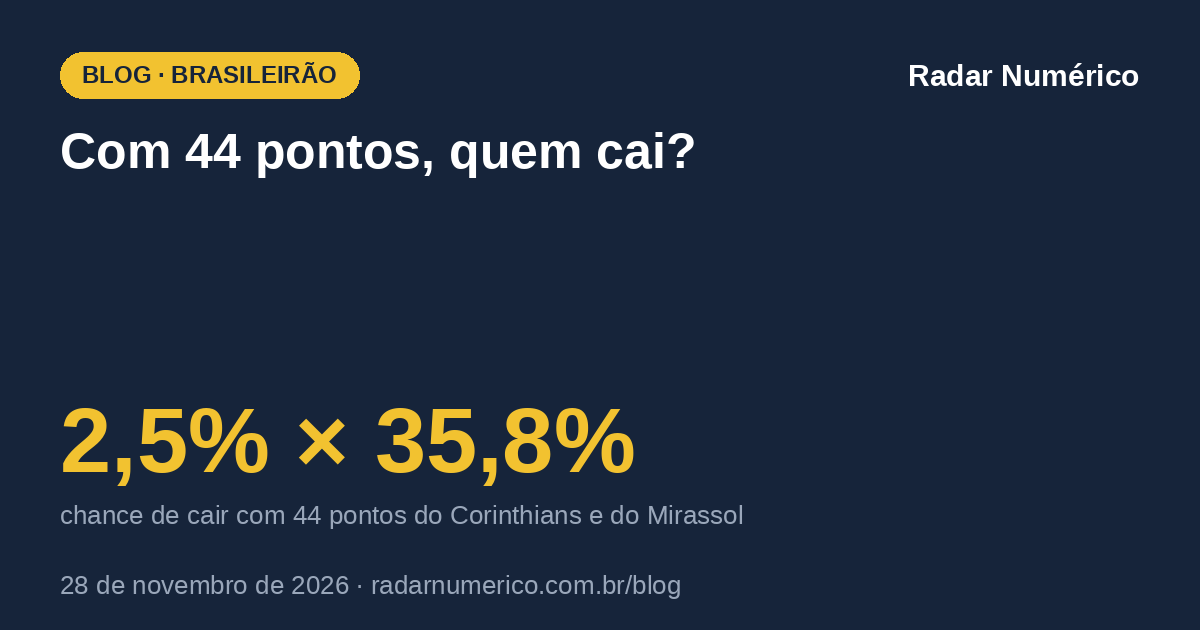 BLOG · BRASILEIRÃO
Radar Numérico
Com 44 pontos, quem cai?
2,5% × 35,8%
chance de cair com 44 pontos do Corinthians e do Mirassol
28 de novembro de 2026 · radarnumerico.com.br/blog